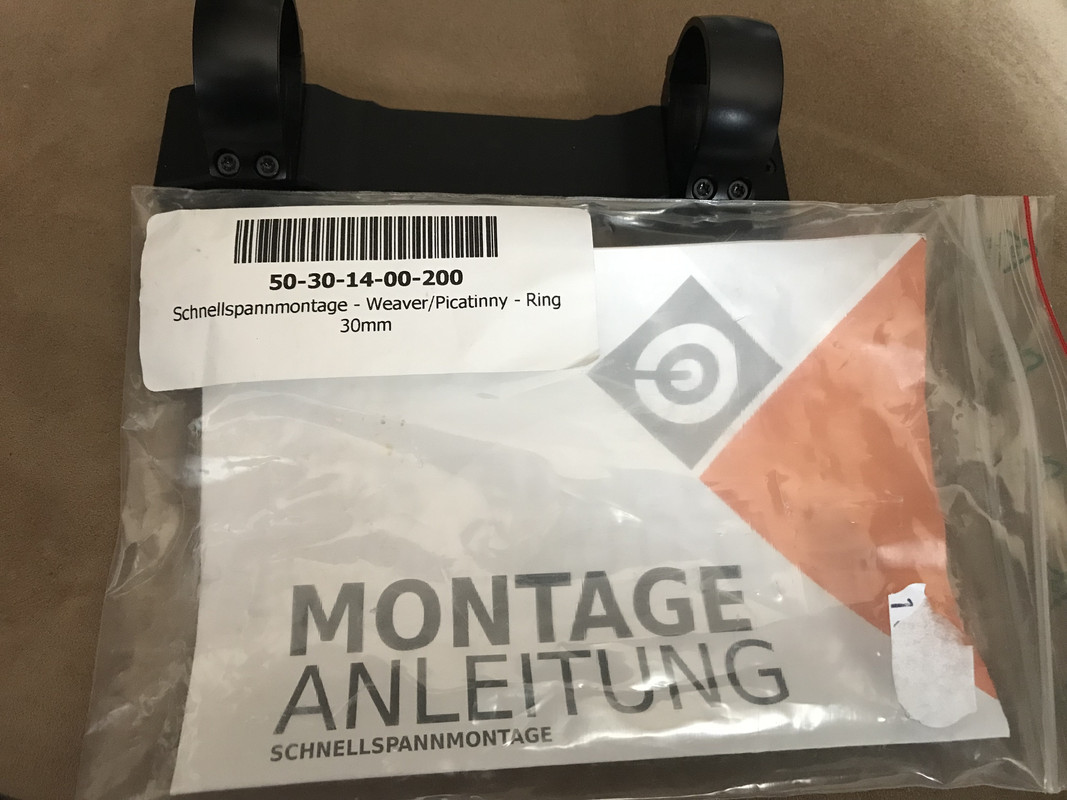 50-30-14-00-200
Schnellspannmontage - Weaver/Picatinny - Ring
30mm
MONTAGE
ANLEITUNG
SCHNELLSPANNMONTAGE